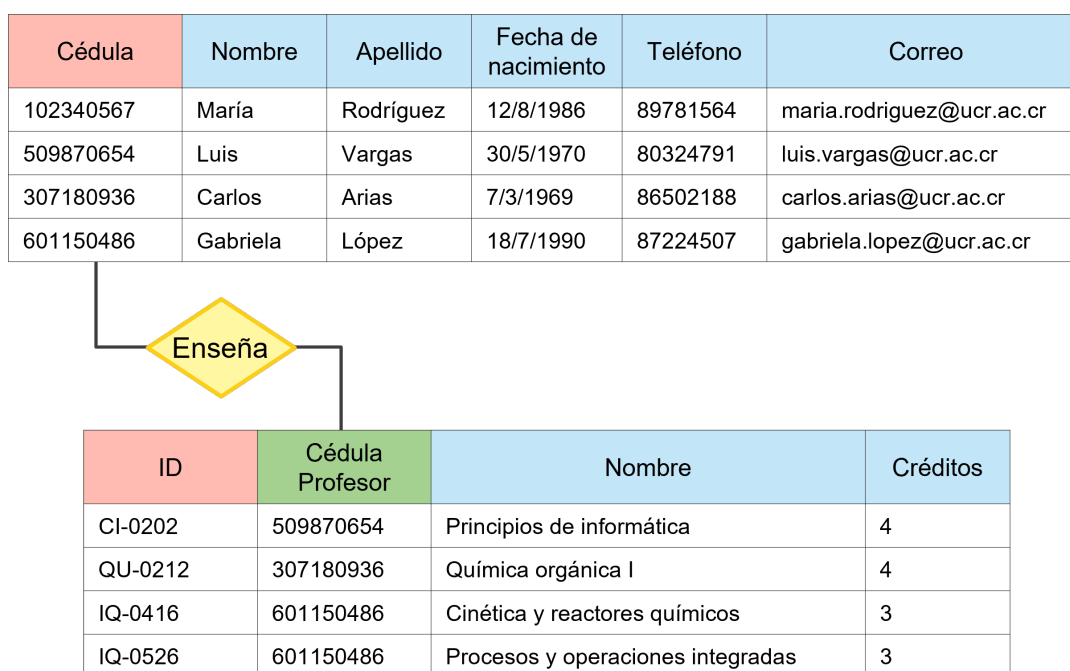 Cédula Nombre Apellido Fecha de nacimiento Teléfono Correo
102340567 María Rodríguez 12/8/1986 89781564 maria.rodriguez@ucr.ac.cr
509870654 Luis Vargas 30/5/1970 80324791 luis.vargas@ucr.ac.cr
307180936 Carlos Arias 7/3/1969 86502188 carlos.arias@ucr.ac.cr
601150486 Gabriela López 18/7/1990 87224507 gabriela.lopez@ucr.ac.cr
Enseña
ID Cédula Profesor Nombre Créditos
CI-0202 509870654 Principios de informática 4
QU-0212 307180936 Química orgánica I 4
IQ-0416 601150486 Cinética y reactores químicos 3
IQ-0526 601150486 Procesos y operaciones integradas 3